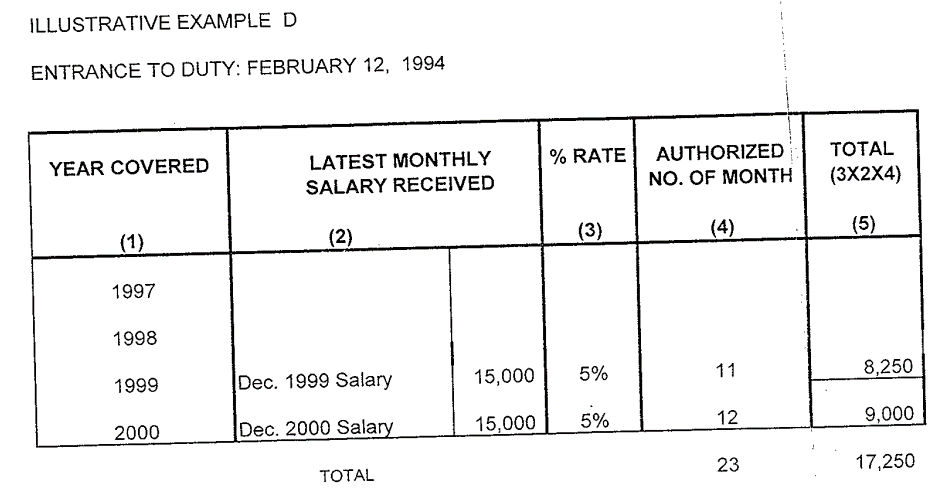 ILLUSTRATIVE EXAMPLE D
ENTRANCE TO DUTY: FEBRUARY 12, 1994
YEAR COVERED LATEST MONTHLY SALARY RECEIVED % RATE AUTHORIZED NO. OF MONTH TOTAL (3X2X4)
(1) (2) (3) (4) (5)
1997
1998
1999 Dec. 1999 Salary 15,000 5% 11 8,250
2000 Dec. 2000 Salary 15,000 5% 12 9,000
TOTAL 23 17,250